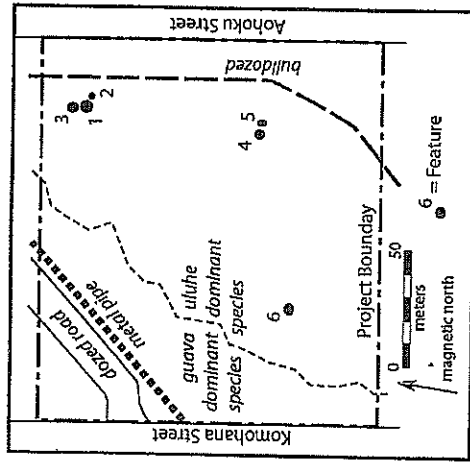 Aohoku Street
bulldozed
3
1
2
5
4
6
dozed road
metal pipe
guava
dominant
species
uluhe
dominant
species
Komohana Street
Project Boundary
0
50
meters
magnetic north
6 = Feature